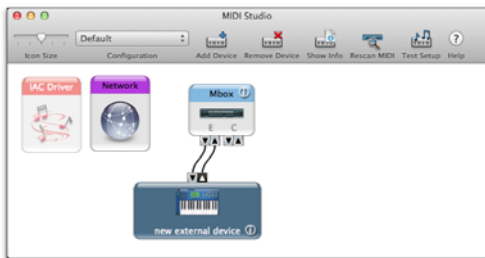 MIDI Studio
Default
Icon Size
Configuration
Add Device
Remove Device
Show Info
Rescan MIDI
Test Setup
?
Help
IAC Driver
Network
Mbox
E C
new external device